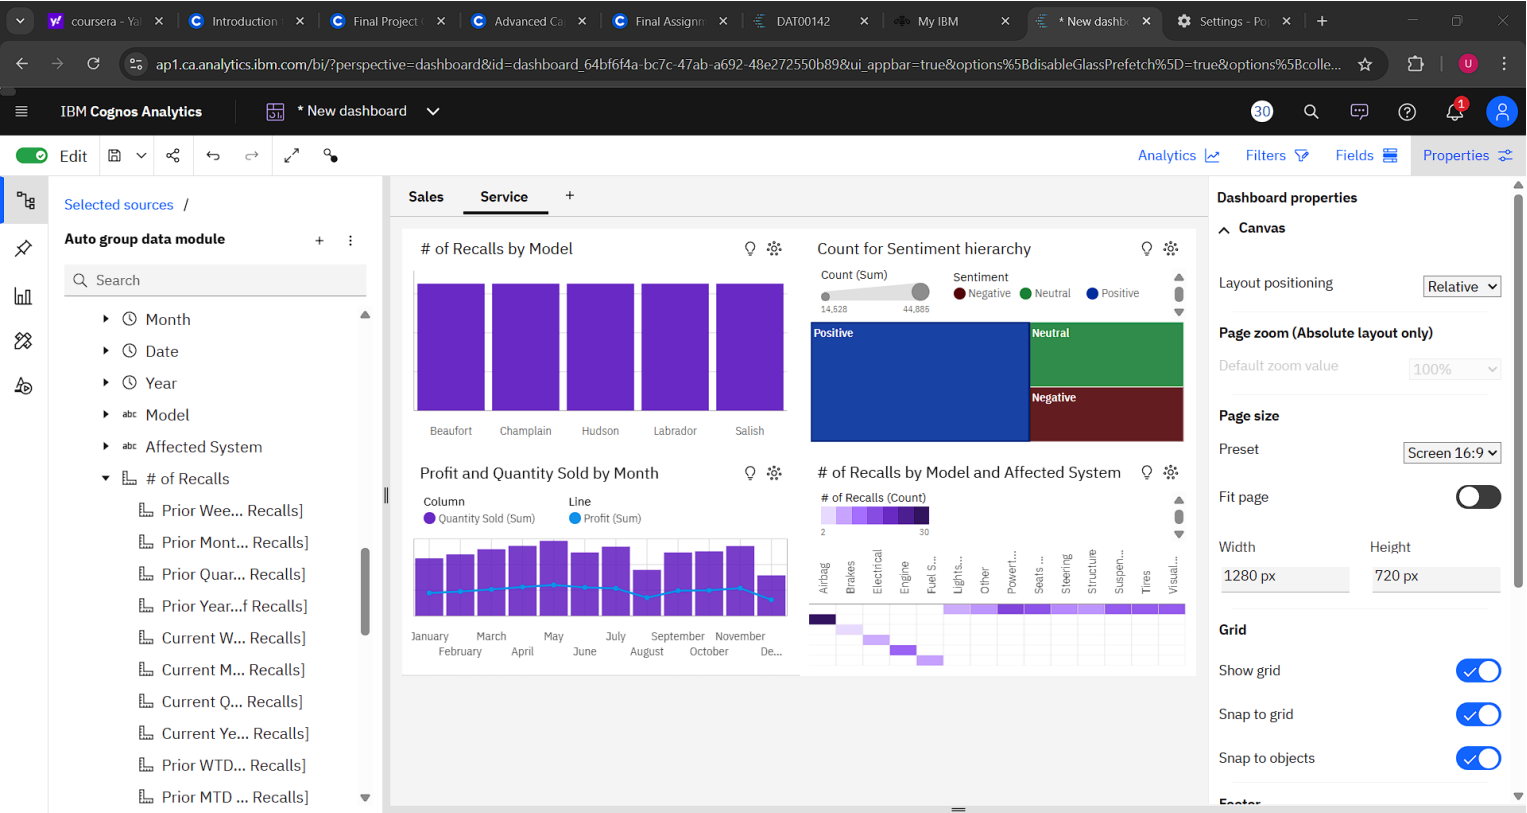 coursera - Ya
Introduction
Final Project
Advanced Ca
Final Assignm
DAT00142
My IBM
* New dashbo
Settings - Po
ap1.ca.analytics.ibm.com/bi/?perspective=dashboard&id=dashboard_64bf6f4a-bc7c-47ab-a692-48e272550b89&ui_appbar=true&options%5BdisableGlassPrefetch%5D=true&options%5Bcolle...
U
IBM Cognos Analytics
* New dashboard
30
1
Edit
Analytics
Filters
Fields
Properties
Selected sources /
Auto group data module
Search
Month
Date
Year
abc Model
abc Affected System
# of Recalls
Prior Wee... Recalls]
Prior Mont... Recalls]
Prior Quar... Recalls]
Prior Year...f Recalls]
Current W... Recalls]
Current M... Recalls]
Current Q... Recalls]
Current Ye... Recalls]
Prior WTD... Recalls]
Prior MTD ... Recalls]
Sales
Service
# of Recalls by Model
Beaufort
Champlain
Hudson
Labrador
Salish
Count for Sentiment hierarchy
Count (Sum)
14,528
44,885
Sentiment
Negative
Neutral
Positive
Positive
Neutral
Negative
Profit and Quantity Sold by Month
Column
Quantity Sold (Sum)
Line
Profit (Sum)
January
February
March
April
May
June
July
August
September
October
November
De...
# of Recalls by Model and Affected System
# of Recalls (Count)
2
30
Airbag
Brakes
Electrical
Engine
Fuel S...
Lights...
Other
Powert...
Seats ...
Steering
Structure
Suspen...
Tires
Visual...
Dashboard properties
Canvas
Layout positioning
Relative
Page zoom (Absolute layout only)
Default zoom value
100%
Page size
Preset
Screen 16:9
Fit page
Width
Height
1280 px
720 px
Grid
Show grid
Snap to grid
Snap to objects
Footer